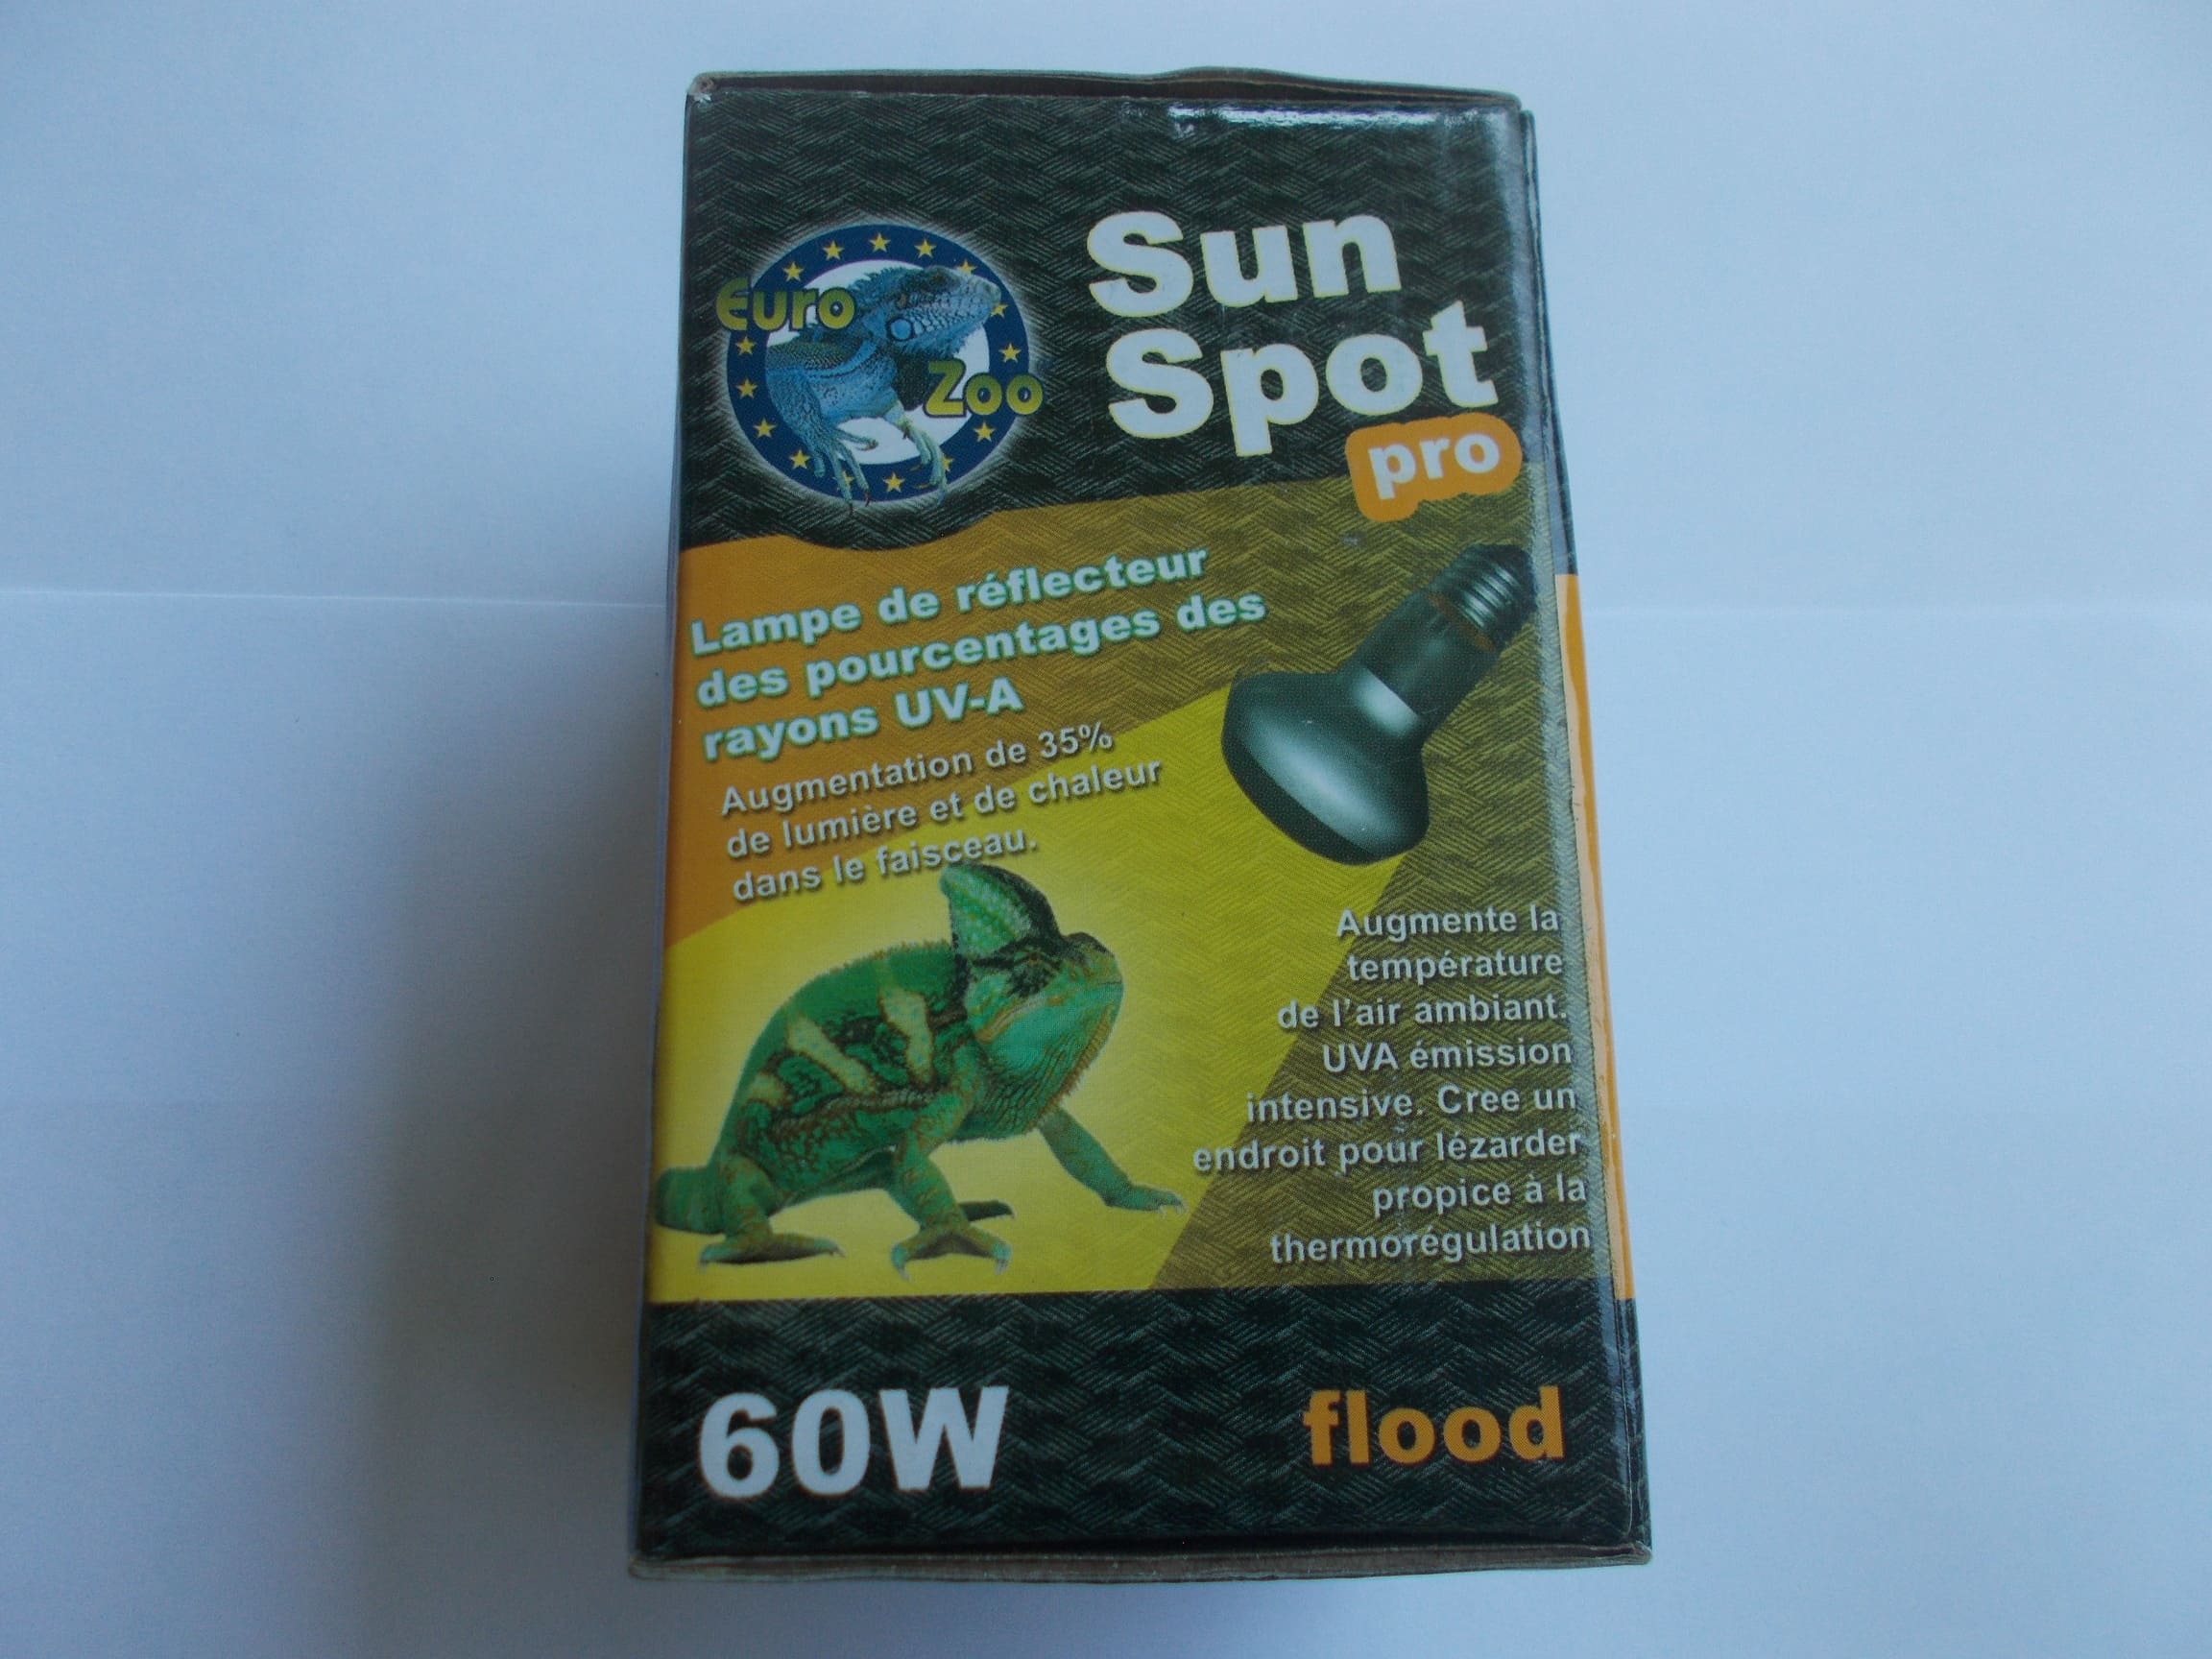 Euro
Zoo
Sun
Spot
pro
Lampe de réflecteur
des pourcentages des
rayons UV-A
Augmentation de 35%
de lumière et de chaleur
dans le faisceau.
Augmente la
température
de l'air ambiant.
UVA émission
intensive. Cree un
endroit pour lézarder
propice à la
thermorégulation
60W
flood